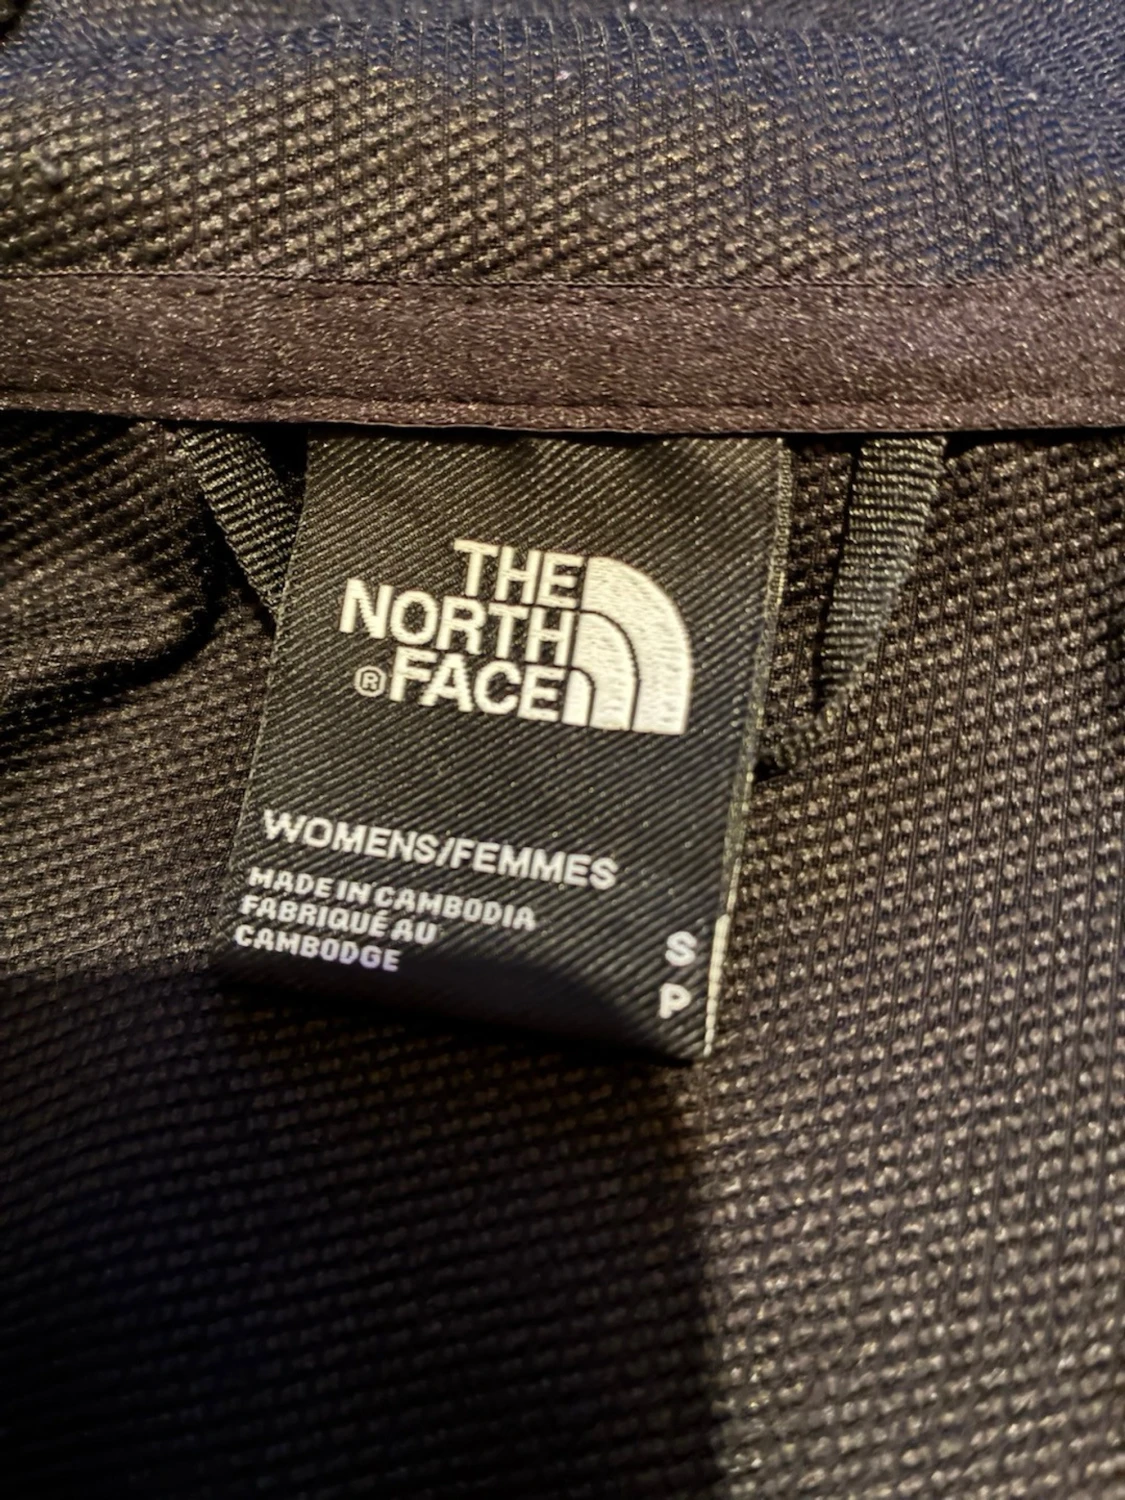 THE
NORTH
®FACE
WOMENS/FEMMES
MADE IN CAMBODIA
FABRIQUÉ AU
CAMBODGE
S
P